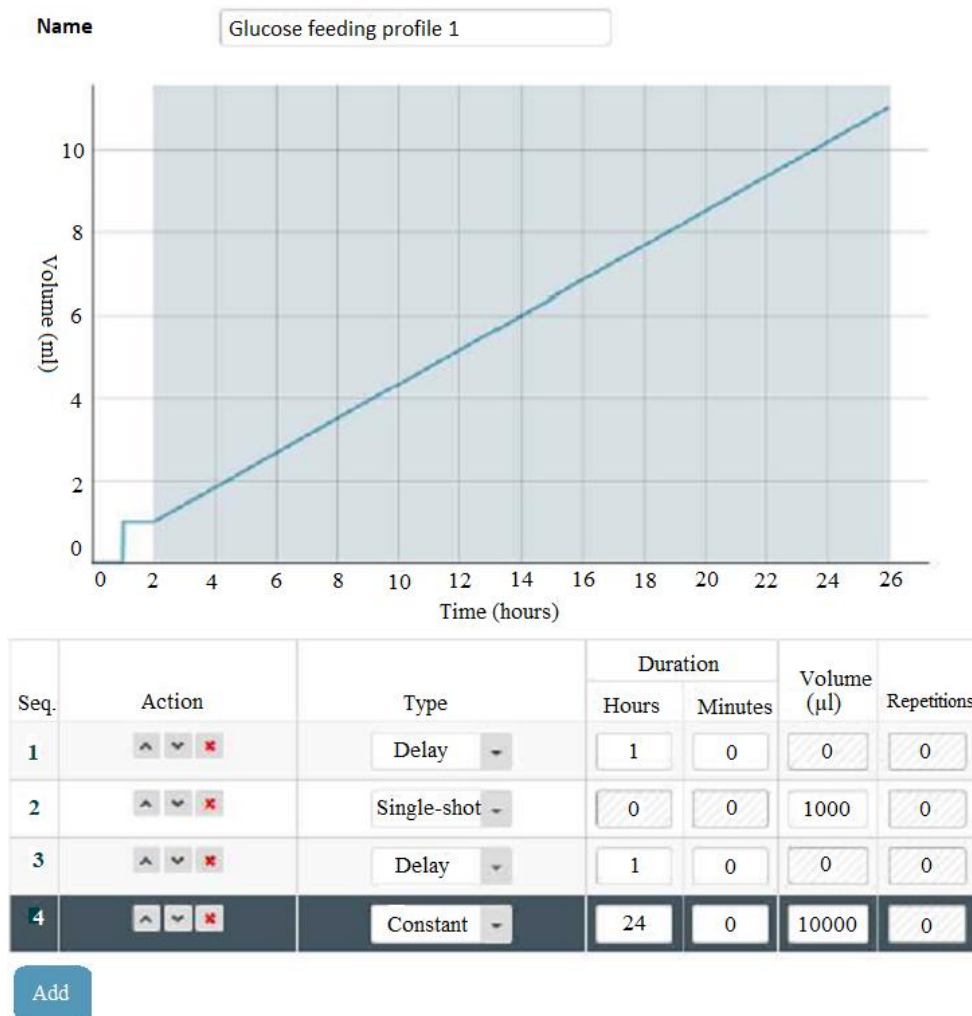 Name Glucose feeding profile 1
10
8
6
4
2
0
Volume (ml)
0 2 4 6 8 10 12 14 16 18 20 22 24 26
Time (hours)
Duration
Seq. Action Type Hours Minutes Volume (µl) Repetitions
1 Delay 1 0 0 0
2 Single-shot 0 0 1000 0
3 Delay 1 0 0 0
4 Constant 24 0 10000 0
Add